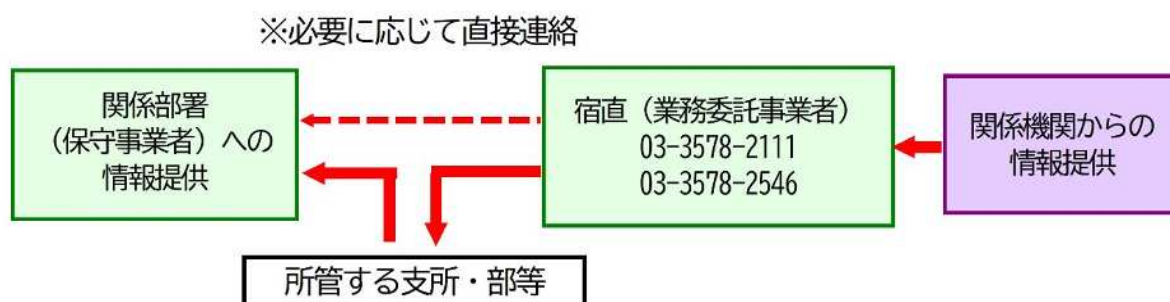 ※必要に応じて直接連絡
関係部署
（保守事業者）への
情報提供
宿直（業務委託事業者）
03-3578-2111
03-3578-2546
関係機関からの
情報提供
所管する支所・部等